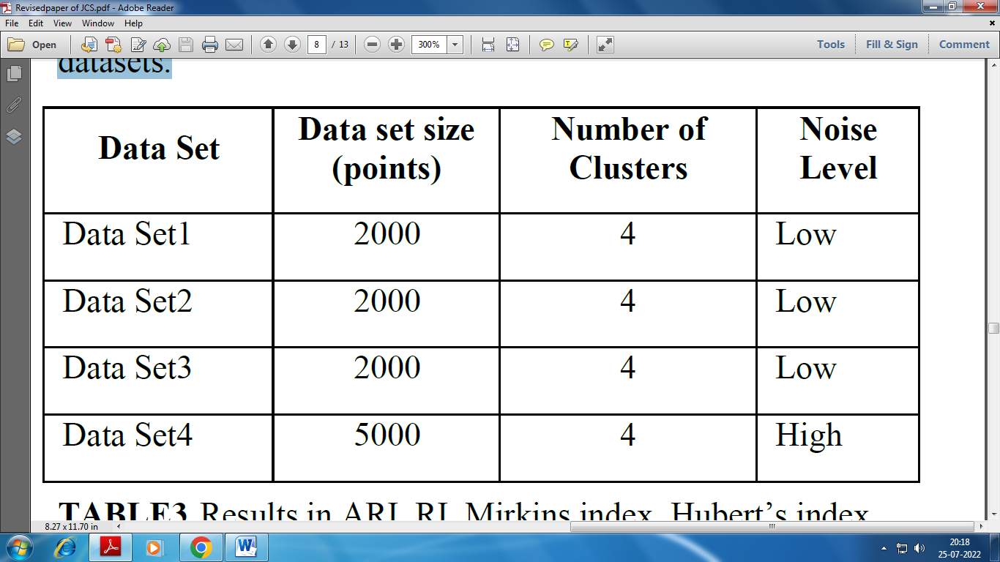 Revisedpaper of JCS.pdf - Adobe Reader
File Edit View Window Help
Open 8 / 13 300% Tools Fill & Sign Comment
datasets.
Data Set Data set size (points) Number of Clusters Noise Level
Data Set1 2000 4 Low
Data Set2 2000 4 Low
Data Set3 2000 4 Low
Data Set4 5000 4 High
TABLE3 Results in ARI, RI, Mirkins index, Hubert's index
8.27 x 11.70 in
20:18
25-07-2022